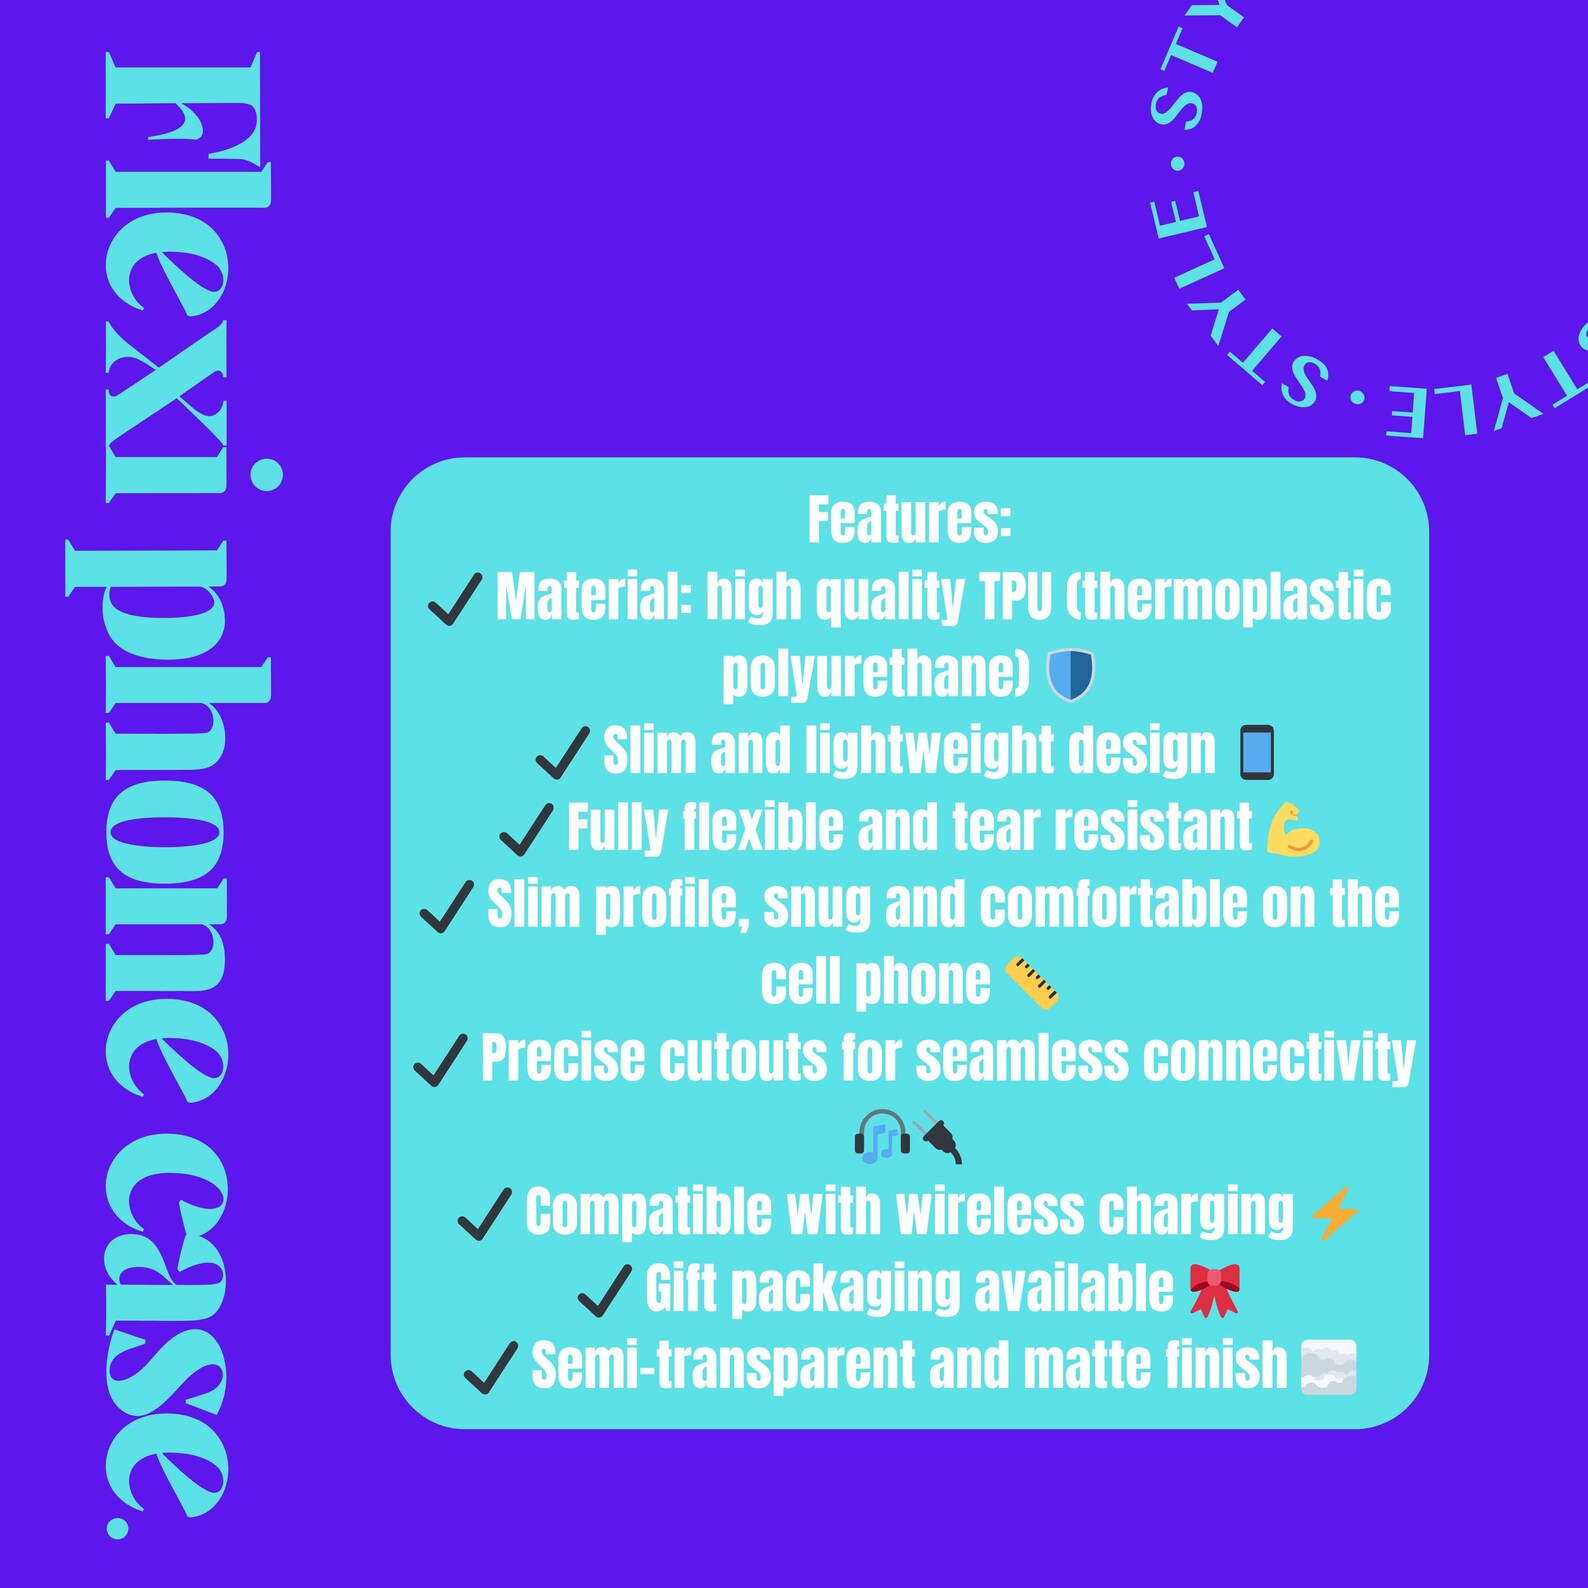 Flexi phone case.
STY
STYLE • STYLE • STY
Features:
✔ Material: high quality TPU (thermoplastic
polyurethane) 🛡️
✔ Slim and lightweight design 📱
✔ Fully flexible and tear resistant 💪
✔ Slim profile, snug and comfortable on the
cell phone 📏
✔ Precise cutouts for seamless connectivity
🎧🔌
✔ Compatible with wireless charging ⚡
✔ Gift packaging available 🎀
✔ Semi-transparent and matte finish 🌫️